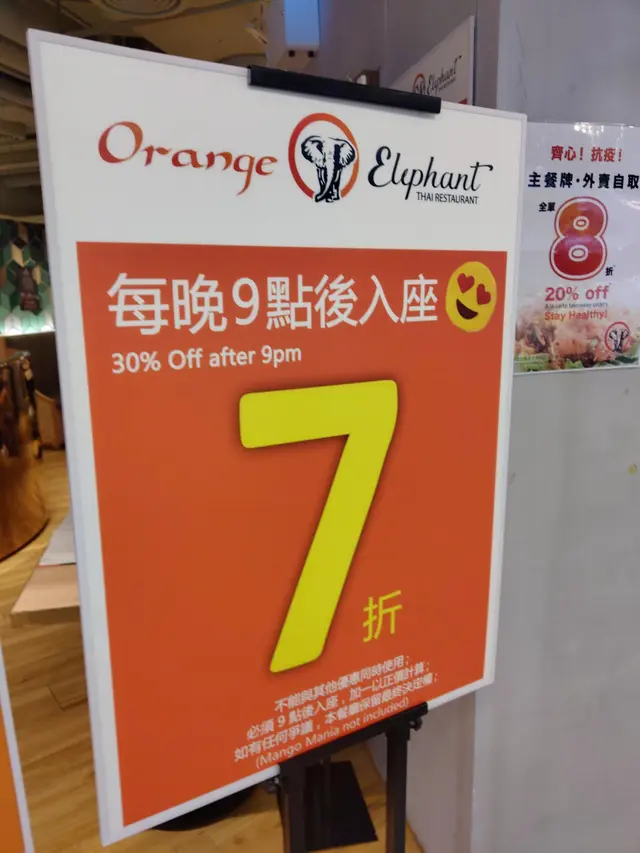 Orange Elephant
THAI RESTAURANT
每晚9點後入座
30% Off after 9pm
7折
不能與其他優惠同時使用；
必須9點後入座，加一以正價計算；
如有任何爭議，本餐廳保留最終決定權；
(Mango Mania not included)
Elephant
齊心！抗疫！
主餐牌·外賣自取
全單
8折
20% off
Stay Healthy!